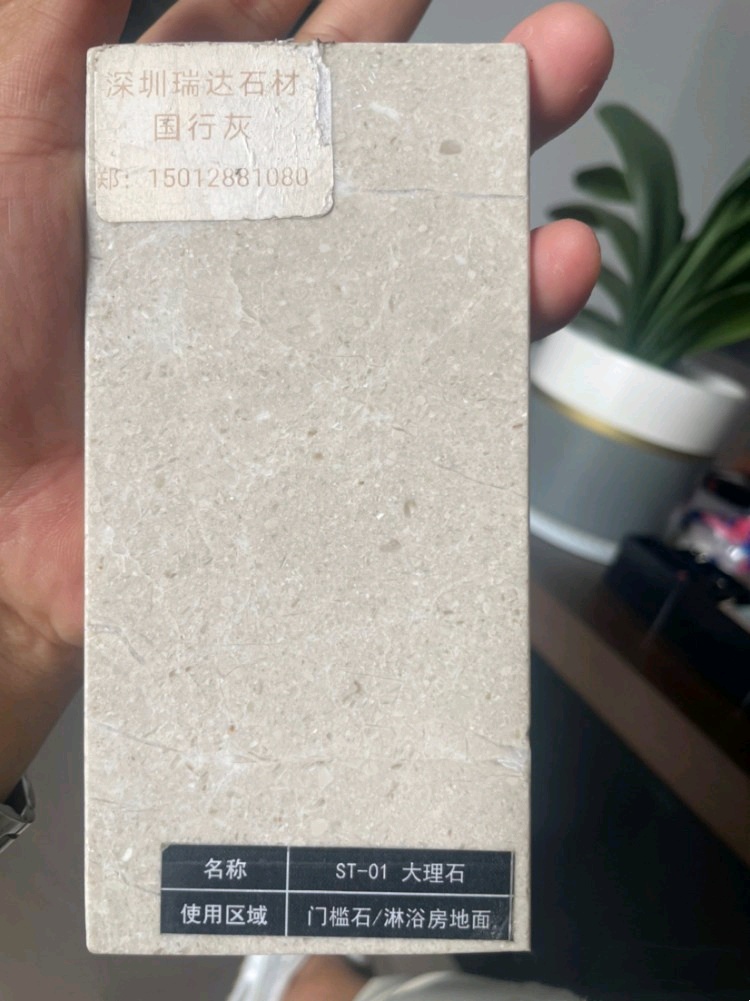 深圳瑞达石材
国行灰
郑：15012881080
名称 ST-01 大理石
使用区域 门槛石/淋浴房地面